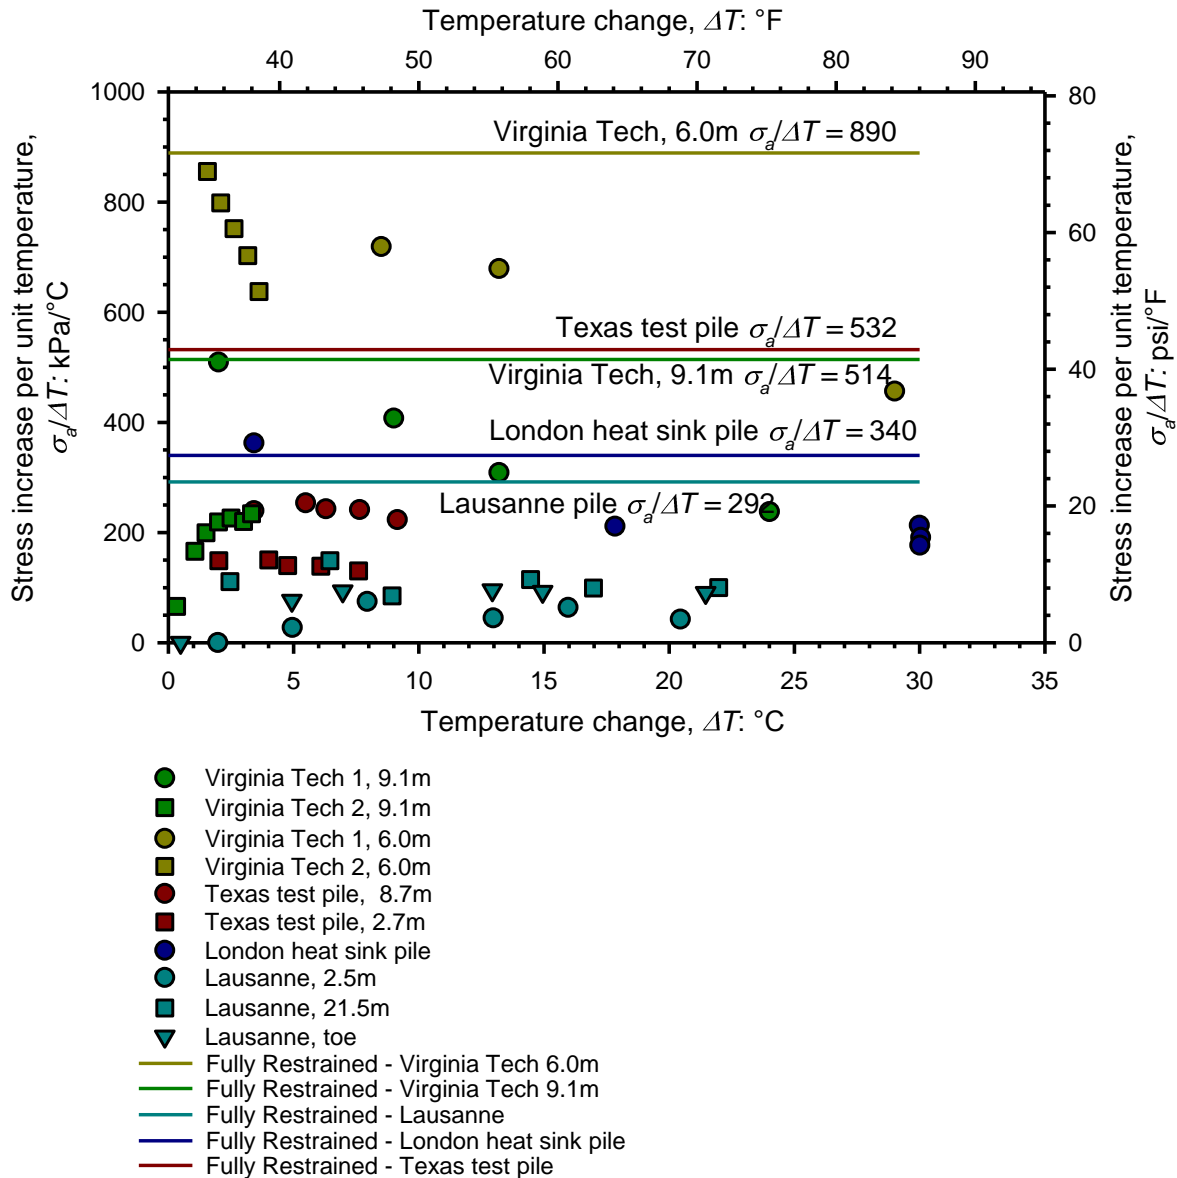 Temperature change, ΔT: °F
40 50 60 70 80 90
Stress increase per unit temperature,
σa/ΔT: kPa/°C
1000
800
600
400
200
0
Virginia Tech, 6.0m σa/ΔT = 890
Texas test pile σa/ΔT = 532
Virginia Tech, 9.1m σa/ΔT = 514
London heat sink pile σa/ΔT = 340
Lausanne pile σa/ΔT = 292
80
60
40
20
0
Stress increase per unit temperature,
σa/ΔT: psi/°F
0 5 10 15 20 25 30 35
Temperature change, ΔT: °C
Virginia Tech 1, 9.1m
Virginia Tech 2, 9.1m
Virginia Tech 1, 6.0m
Virginia Tech 2, 6.0m
Texas test pile, 8.7m
Texas test pile, 2.7m
London heat sink pile
Lausanne, 2.5m
Lausanne, 21.5m
Lausanne, toe
Fully Restrained - Virginia Tech 6.0m
Fully Restrained - Virginia Tech 9.1m
Fully Restrained - Lausanne
Fully Restrained - London heat sink pile
Fully Restrained - Texas test pile